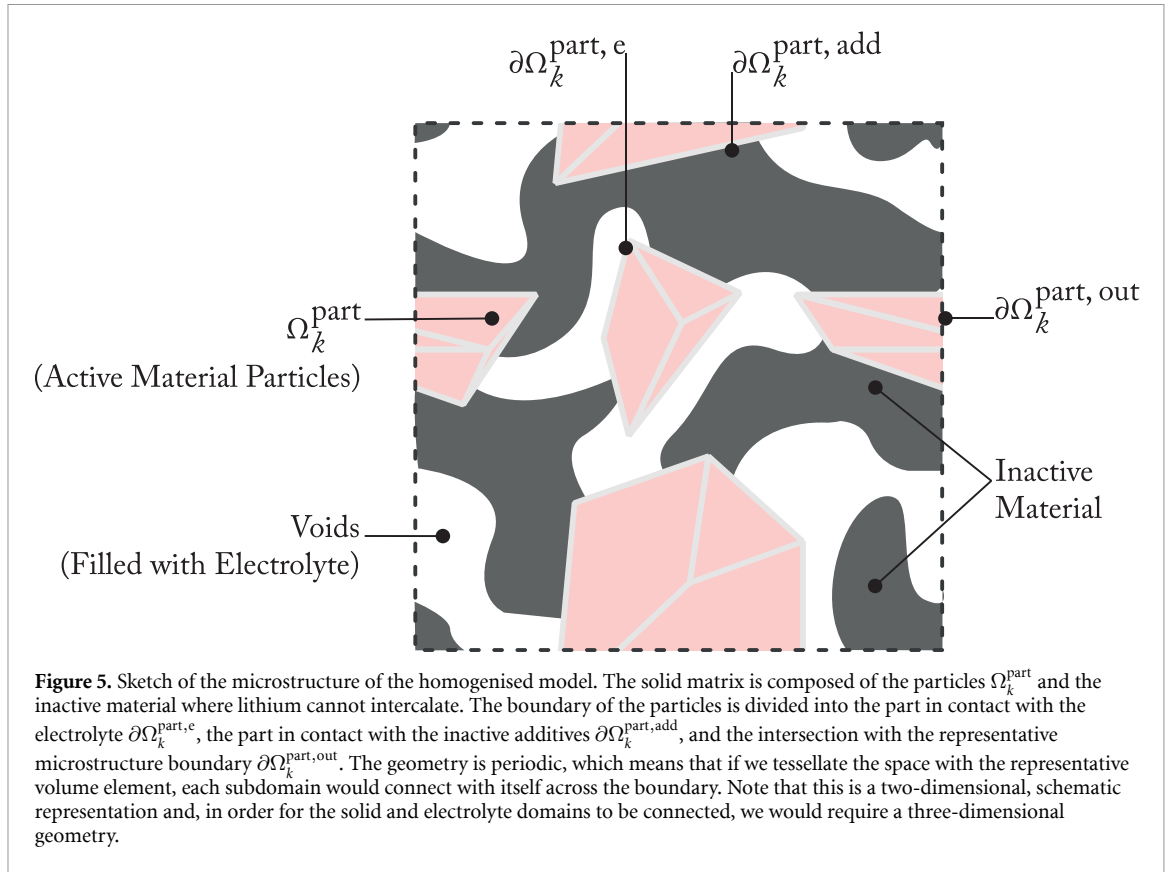 ∂Ω_k^{part, e}
∂Ω_k^{part, add}
Ω_k^{part}
(Active Material Particles)
∂Ω_k^{part, out}
Inactive
Material
Voids
(Filled with Electrolyte)
Figure 5. Sketch of the microstructure of the homogenised model. The solid matrix is composed of the particles Ω_k^{part} and the
inactive material where lithium cannot intercalate. The boundary of the particles is divided into the part in contact with the
electrolyte ∂Ω_k^{part,e}, the part in contact with the inactive additives ∂Ω_k^{part,add}, and the intersection with the representative
microstructure boundary ∂Ω_k^{part,out}. The geometry is periodic, which means that if we tessellate the space with the representative
volume element, each subdomain would connect with itself across the boundary. Note that this is a two-dimensional, schematic
representation and, in order for the solid and electrolyte domains to be connected, we would require a three-dimensional
geometry.